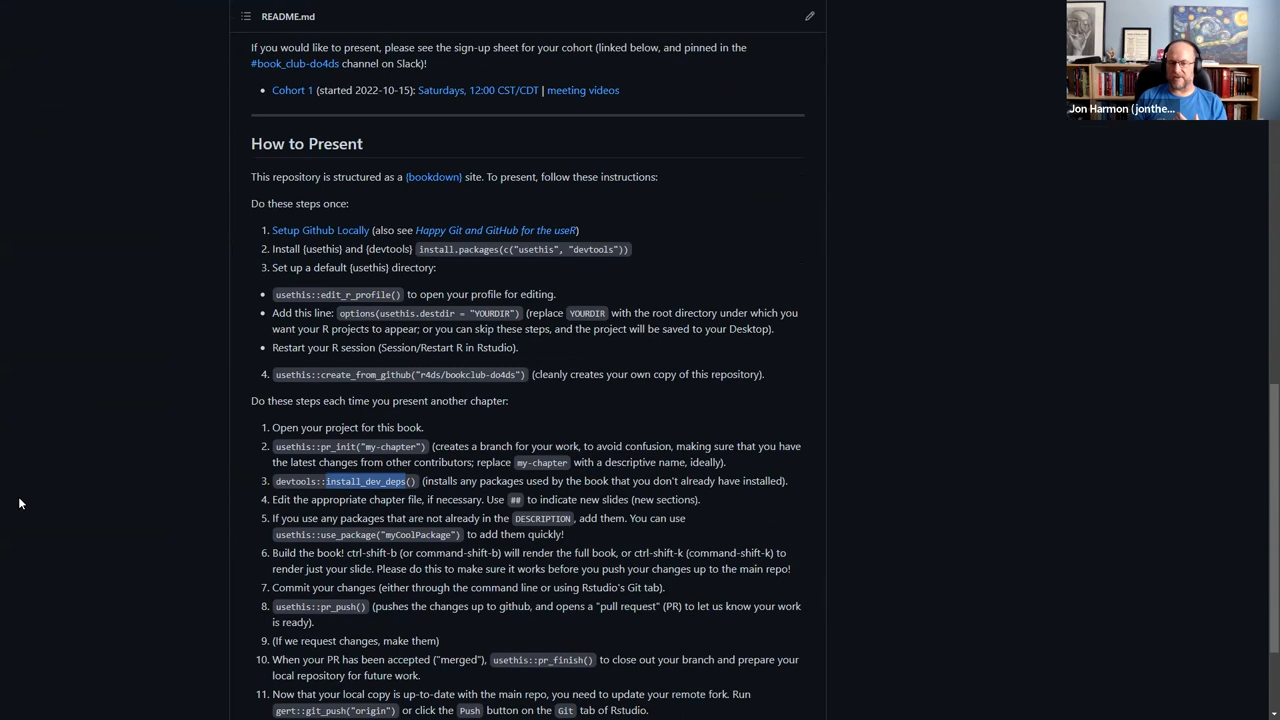 README.md
If you would like to present, please see the sign-up sheet for your cohort (linked below, and pinned in the
#book_club-do4ds channel on Slack)!
Cohort 1 (started 2022-10-15): Saturdays, 12:00 CST/CDT | meeting videos
Jon Harmon (jonthe...
How to Present
This repository is structured as a {bookdown} site. To present, follow these instructions:
Do these steps once:
1. Setup Github Locally (also see Happy Git and GitHub for the useR)
2. Install {usethis} and {devtools} install.packages(c("usethis", "devtools"))
3. Set up a default {usethis} directory:
usethis::edit_r_profile() to open your profile for editing.
Add this line: options(usethis.destdir = "YOURDIR") (replace YOURDIR with the root directory under which you
want your R projects to appear; or you can skip these steps, and the project will be saved to your Desktop).
Restart your R session (Session/Restart R in Rstudio).
4. usethis::create_from_github("r4ds/bookclub-do4ds") (cleanly creates your own copy of this repository).
Do these steps each time you present another chapter:
1. Open your project for this book.
2. usethis::pr_init("my-chapter") (creates a branch for your work, to avoid confusion, making sure that you have
the latest changes from other contributors; replace my-chapter with a descriptive name, ideally).
3. devtools::install_dev_deps() (installs any packages used by the book that you don't already have installed).
4. Edit the appropriate chapter file, if necessary. Use ## to indicate new slides (new sections).
5. If you use any packages that are not already in the DESCRIPTION, add them. You can use
usethis::use_package("myCoolPackage") to add them quickly!
6. Build the book! ctrl-shift-b (or command-shift-b) will render the full book, or ctrl-shift-k (command-shift-k) to
render just your slide. Please do this to make sure it works before you push your changes up to the main repo!
7. Commit your changes (either through the command line or using Rstudio's Git tab).
8. usethis::pr_push() (pushes the changes up to github, and opens a "pull request" (PR) to let us know your work
is ready).
9. (If we request changes, make them)
10. When your PR has been accepted ("merged"), usethis::pr_finish() to close out your branch and prepare your
local repository for future work.
11. Now that your local copy is up-to-date with the main repo, you need to update your remote fork. Run
gert::git_push("origin") or click the Push button on the Git tab of Rstudio.